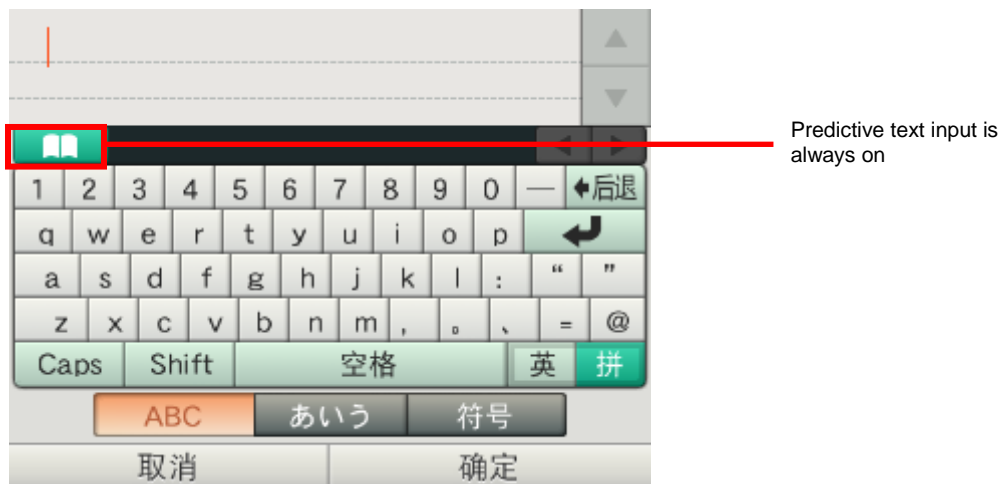 Predictive text input is
always on
1 2 3 4 5 6 7 8 9 0 — 后退
q w e r t y u i o p
a s d f g h j k l : “ ”
z x c v b n m , 。 、 = @
Caps Shift 空格 英 拼
ABC あいう 符号
取消 确定